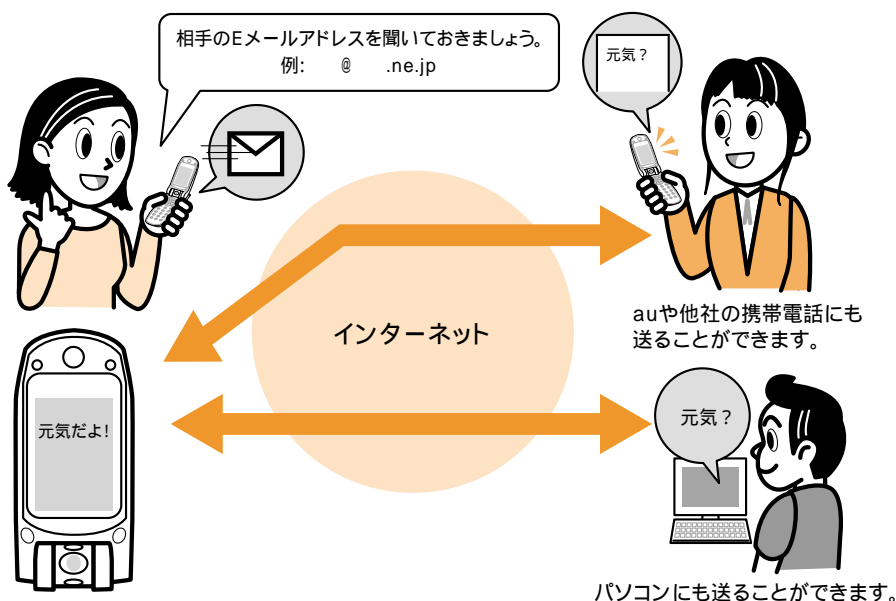 相手のEメールアドレスを聞いておきましょう。
例: @ .ne.jp
元気？
インターネット
auや他社の携帯電話にも
送ることができます。
元気だよ!
元気？
パソコンにも送ることができます。